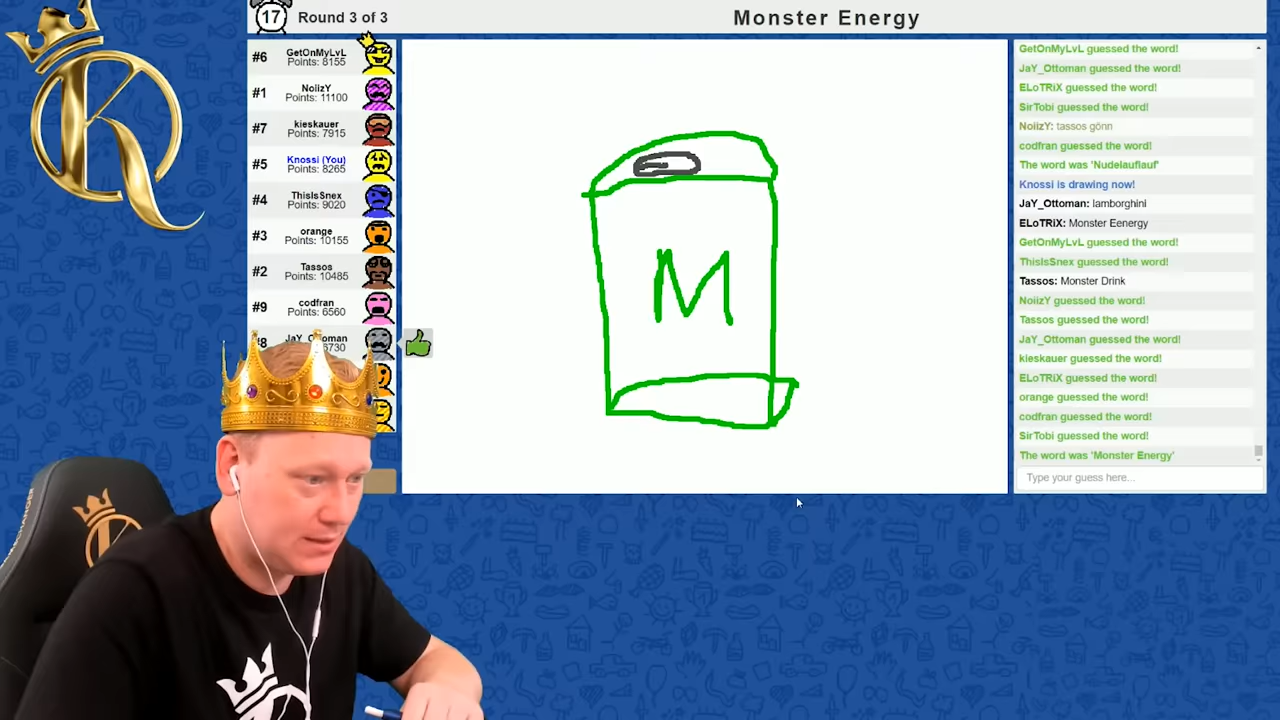 17
Round 3 of 3
Monster Energy
#6 GetOnMyLvL
Points: 8155
#1 NoiizY
Points: 11100
#7 kieskauer
Points: 7915
#5 Knossi (You)
Points: 8265
#4 ThisIsSnex
Points: 9020
#3 orange
Points: 10155
#2 Tassos
Points: 10485
#9 codfran
Points: 6560
#8
6730
M
K
GetOnMyLvL guessed the word!
JaY_Ottoman guessed the word!
ELoTRiX guessed the word!
SirTobi guessed the word!
NoiizY: tassos gönn
codfran guessed the word!
The word was 'Nudelauflauf'
Knossi is drawing now!
JaY_Ottoman: lamborghini
ELoTRiX: Monster Eenergy
GetOnMyLvL guessed the word!
ThisIsSnex guessed the word!
Tassos: Monster Drink
NoiizY guessed the word!
Tassos guessed the word!
JaY_Ottoman guessed the word!
kieskauer guessed the word!
ELoTRiX guessed the word!
orange guessed the word!
codfran guessed the word!
SirTobi guessed the word!
The word was 'Monster Energy'
Type your guess here...